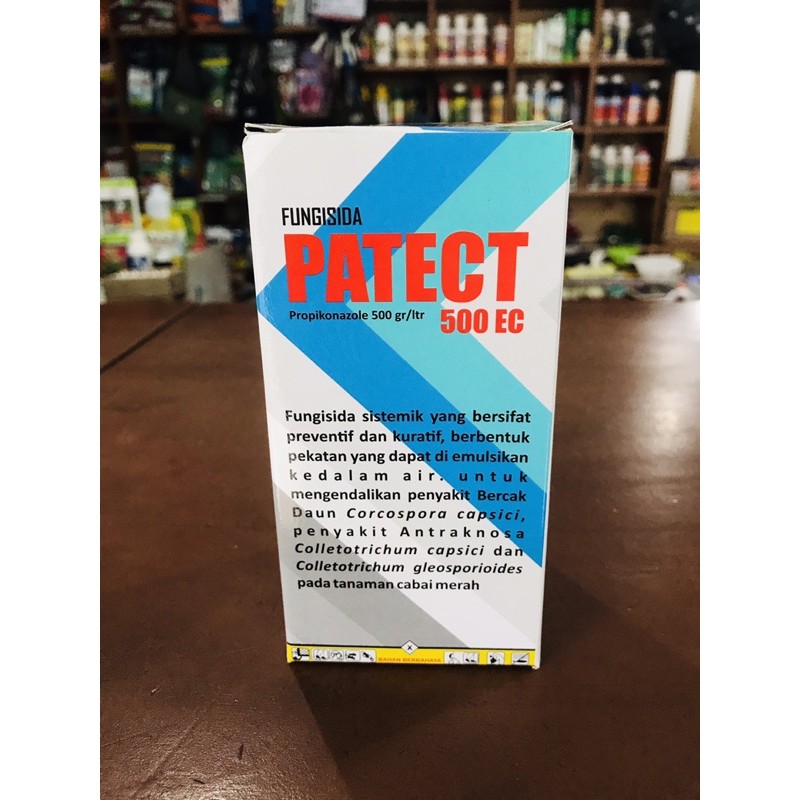 FUNGISIDA
PATECT
Propikonazole 500 gr/ltr
500 EC
Fungisida sistemik yang bersifat
preventif dan kuratif, berbentuk
pekatan yang dapat di emulsikan
kedalam air. untuk
mengendalikan penyakit Bercak
Daun Corcospora capsici,
penyakit Antraknosa
Colletotrichum capsici dan
Colletotrichum gleosporioides
pada tanaman cabai merah
X
BAHAN BERBAHAYA